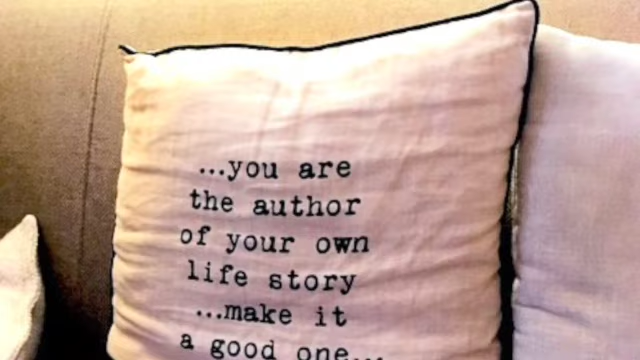 ...you are
the author
of your own
life story
...make it
a good one...